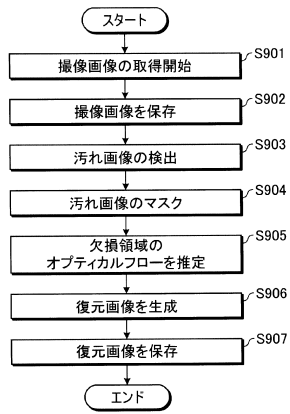 スタート
撮像画像の取得開始
S901
撮像画像を保存
S902
汚れ画像の検出
S903
汚れ画像のマスク
S904
欠損領域の
オプティカルフローを推定
S905
復元画像を生成
S906
復元画像を保存
S907
エンド